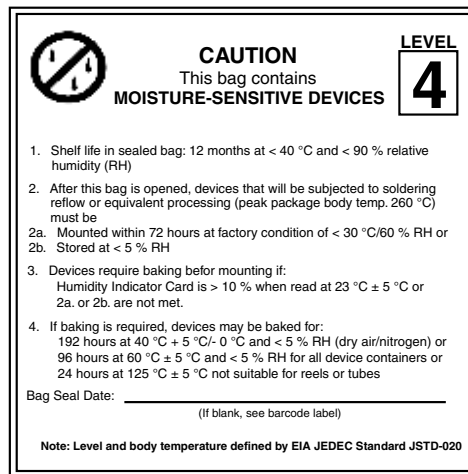 CAUTION
This bag contains
MOISTURE-SENSITIVE DEVICES
LEVEL
4
1. Shelf life in sealed bag: 12 months at < 40 °C and < 90 % relative
humidity (RH)
2. After this bag is opened, devices that will be subjected to soldering
reflow or equivalent processing (peak package body temp. 260 °C)
must be
2a. Mounted within 72 hours at factory condition of < 30 °C/60 % RH or
2b. Stored at < 5 % RH
3. Devices require baking befor mounting if:
Humidity Indicator Card is > 10 % when read at 23 °C ± 5 °C or
2a. or 2b. are not met.
4. If baking is required, devices may be baked for:
192 hours at 40 °C + 5 °C/- 0 °C and < 5 % RH (dry air/nitrogen) or
96 hours at 60 °C ± 5 °C and < 5 % RH for all device containers or
24 hours at 125 °C ± 5 °C not suitable for reels or tubes
Bag Seal Date:
(If blank, see barcode label)
Note: Level and body temperature defined by EIA JEDEC Standard JSTD-020